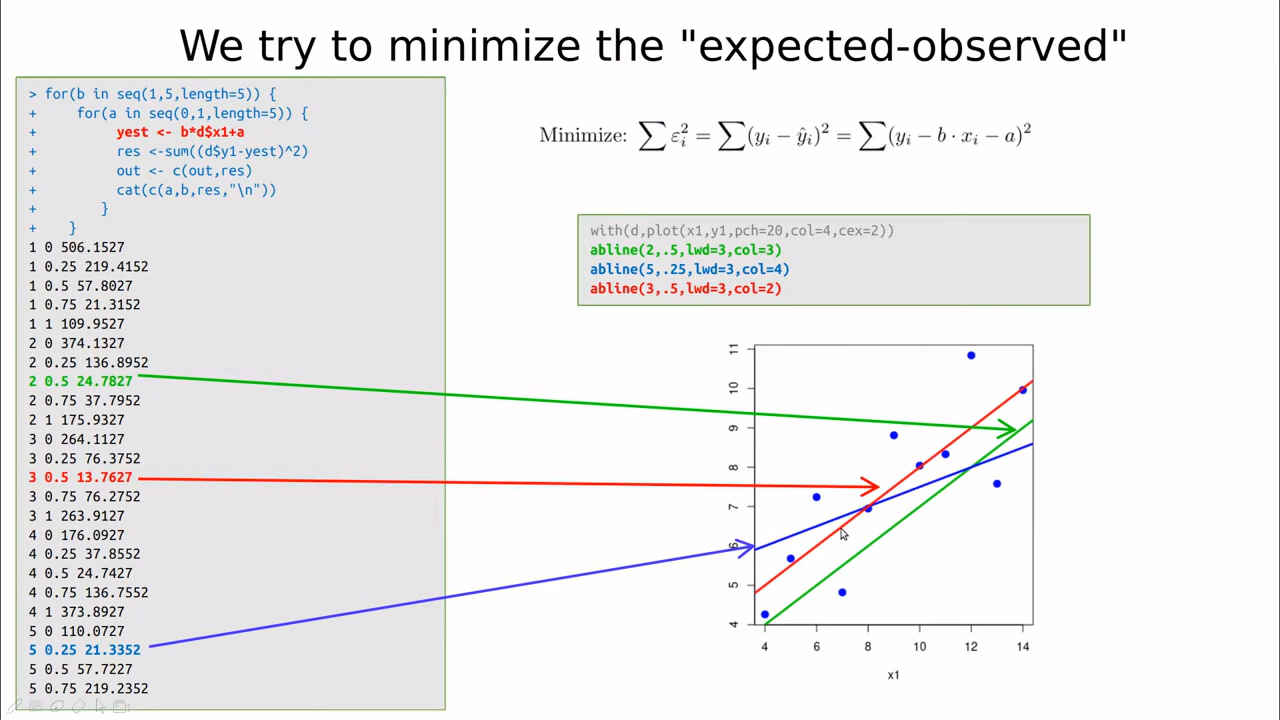 We try to minimize the "expected-observed"
> for(b in seq(1,5,length=5)) {
+ for(a in seq(0,1,length=5)) {
+ yest <- b*d$x1+a
+ res <-sum((d$y1-yest)^2)
+ out <- c(out,res)
+ cat(c(a,b,res,"\n"))
+ }
+ }
1 0 506.1527
1 0.25 219.4152
1 0.5 57.8027
1 0.75 21.3152
1 1 109.9527
2 0 374.1327
2 0.25 136.8952
2 0.5 24.7827
2 0.75 37.7952
2 1 175.9327
3 0 264.1127
3 0.25 76.3752
3 0.5 13.7627
3 0.75 76.2752
3 1 263.9127
4 0 176.0927
4 0.25 37.8552
4 0.5 24.7427
4 0.75 136.7552
4 1 373.8927
5 0 110.0727
5 0.25 21.3352
5 0.5 57.7227
5 0.75 219.2352
Minimize: ∑ εᵢ² = ∑(yᵢ − ŷᵢ)² = ∑(yᵢ − b · xᵢ − a)²
with(d,plot(x1,y1,pch=20,col=4,cex=2))
abline(2,.5,lwd=3,col=3)
abline(5,.25,lwd=3,col=4)
abline(3,.5,lwd=3,col=2)
11
10
9
8
7
6
5
4
4 6 8 10 12 14
x1